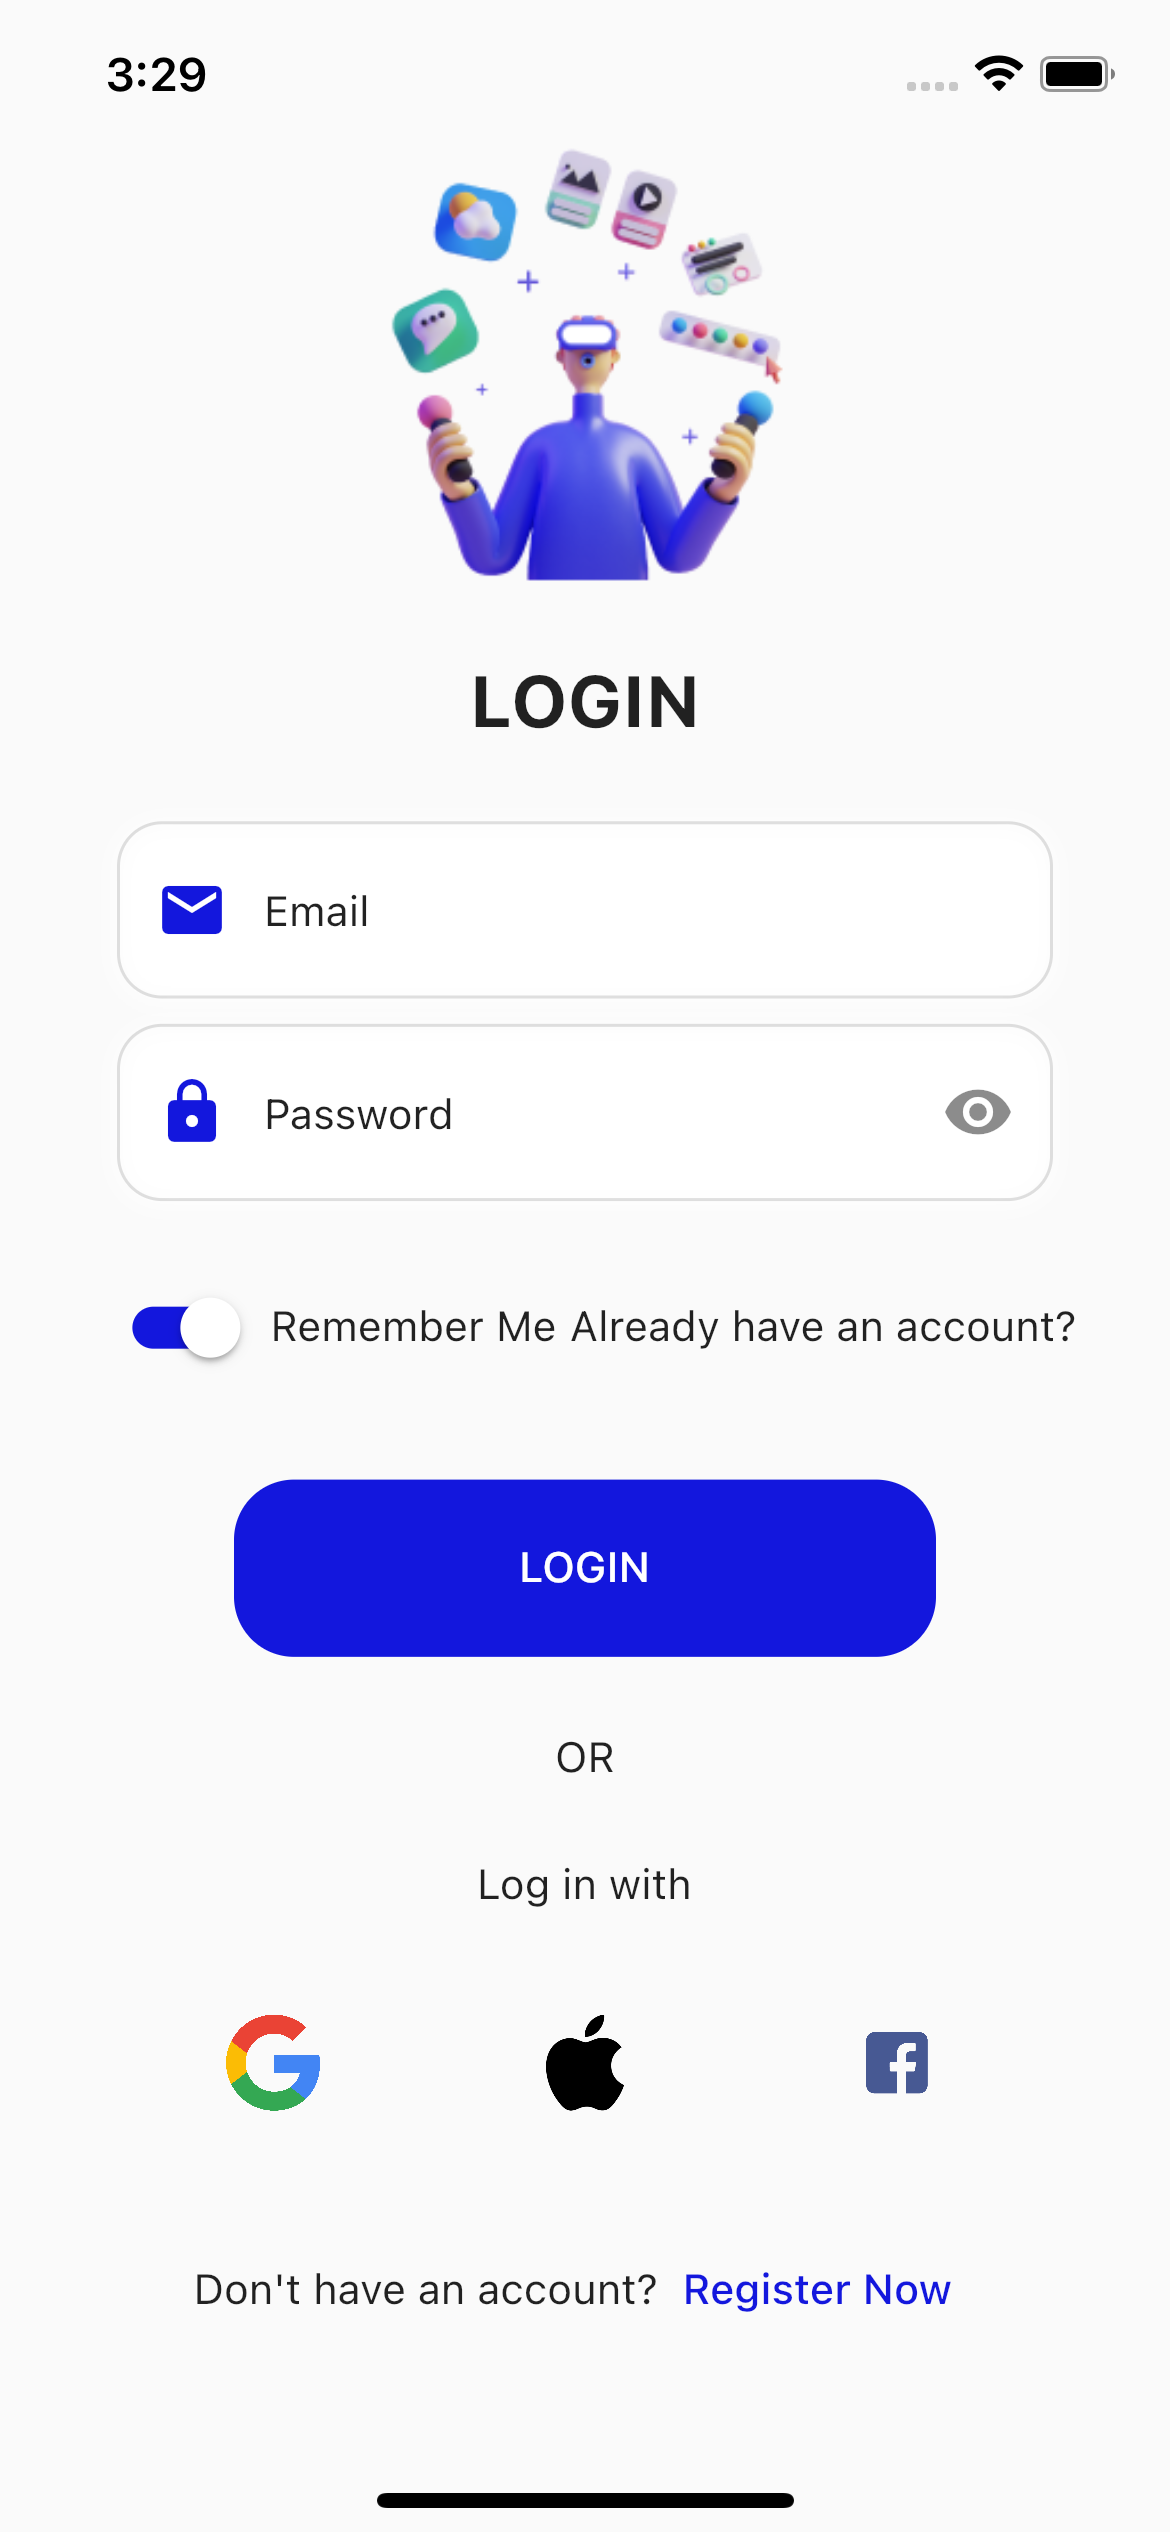 3:29
LOGIN
Email
Password
Remember Me Already have an account?
LOGIN
OR
Log in with
Don't have an account? Register Now